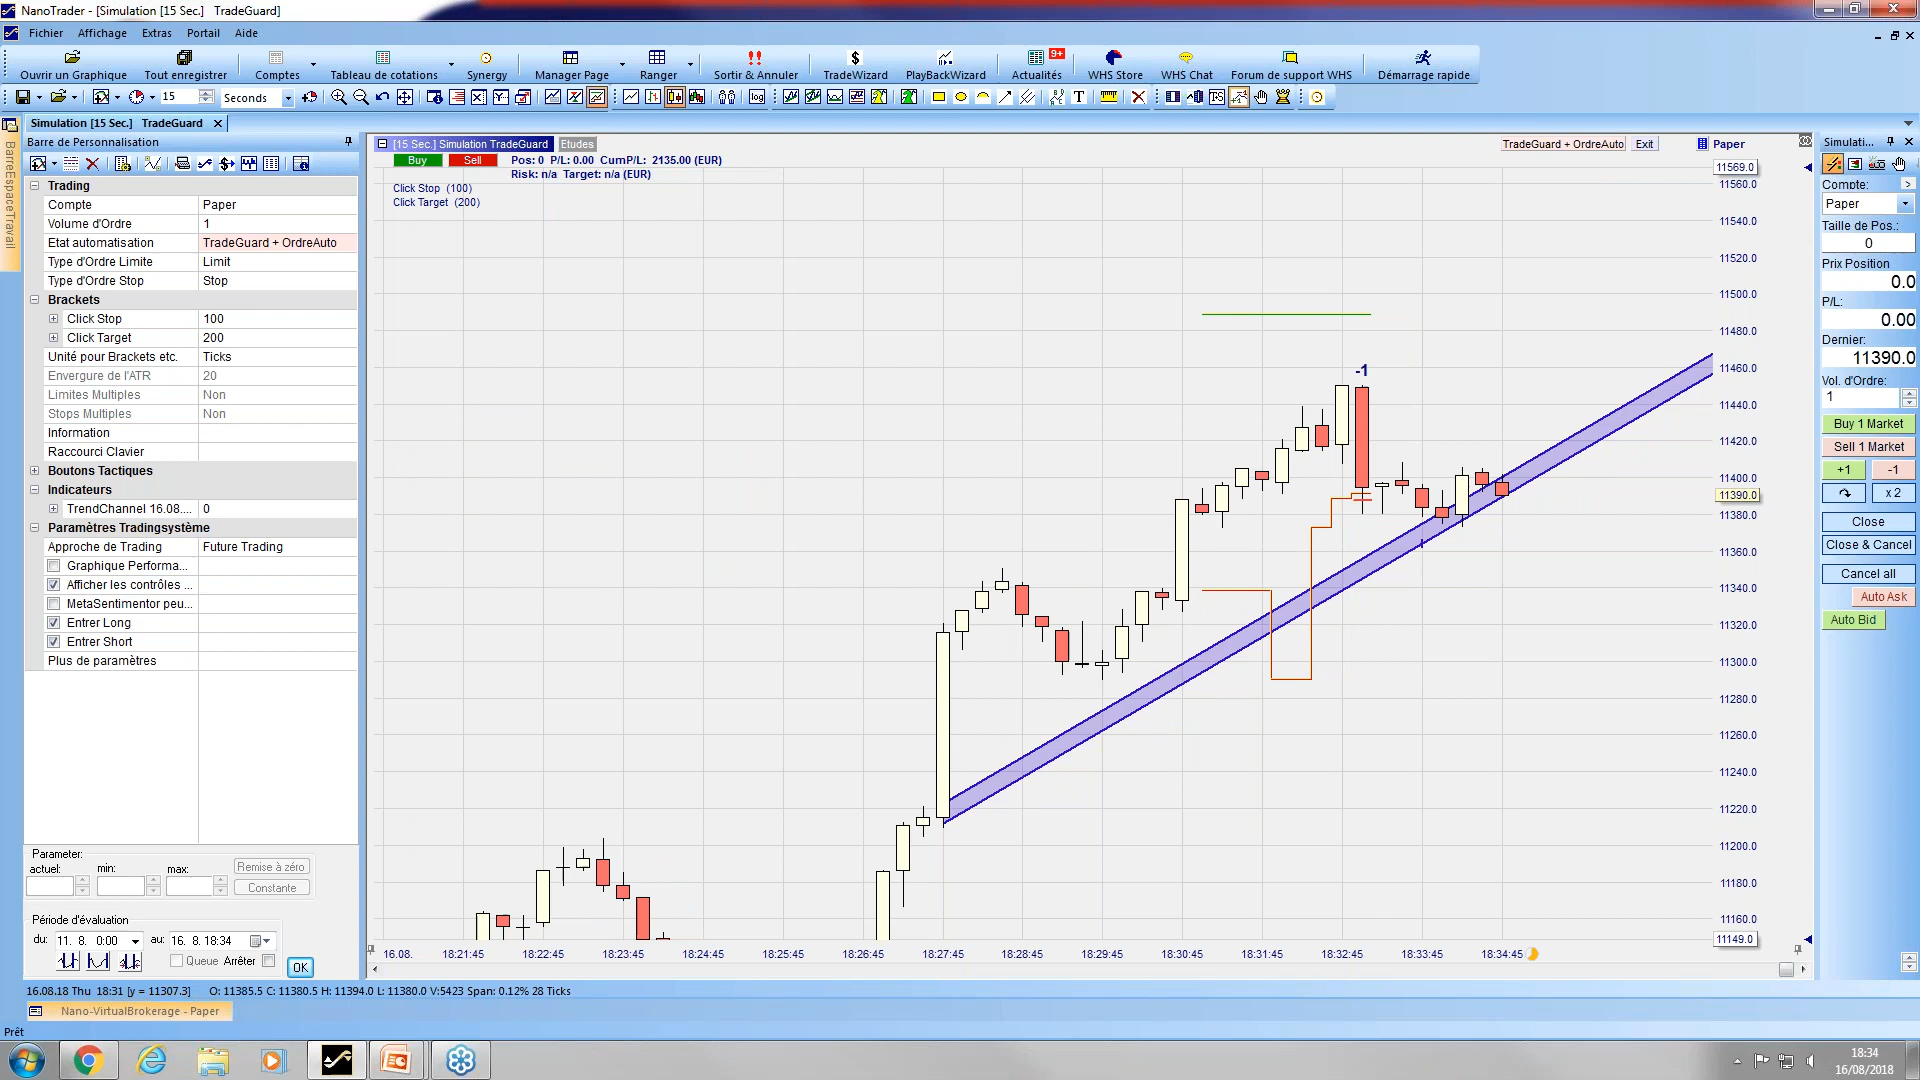 NanoTrader - [Simulation [15 Sec.]   TradeGuard]
Fichier Affichage Extras Portail Aide
Ouvrir un Graphique Tout enregistrer Comptes Tableau de cotations Synergy Manager Page Ranger Sortir & Annuler TradeWizard PlayBackWizard Actualités 9+ WHS Store WHS Chat Forum de support WHS Démarrage rapide
15 Seconds log T
Simulation [15 Sec.]   TradeGuard
BarreEspaceTravail
Barre de Personnalisation
Trading
Compte Paper
Volume d'Ordre 1
Etat automatisation TradeGuard + OrdreAuto
Type d'Ordre Limite Limit
Type d'Ordre Stop Stop
Brackets
Click Stop 100
Click Target 200
Unité pour Brackets etc. Ticks
Envergure de l'ATR 20
Limites Multiples Non
Stops Multiples Non
Information
Raccourci Clavier
Boutons Tactiques
Indicateurs
TrendChannel 16.08.... 0
Paramètres Tradingsystème
Approche de Trading Future Trading
Graphique Performa...
Afficher les contrôles ...
MetaSentimentor peu...
Entrer Long
Entrer Short
Plus de paramètres
Parameter:
actuel: min: max: Remise à zéro
Constante
Période d'évaluation
du: 11. 8. 0:00 au: 16. 8. 18:34
Queue Arrêter OK
[15 Sec.] Simulation TradeGuard Etudes TradeGuard + OrdreAuto Exit Paper
Buy Sell Pos: 0 P/L: 0.00 CumP/L: 2135.00 (EUR)
Risk: n/a Target: n/a (EUR)
Click Stop (100)
Click Target (200)
-1
11569.0
11560.0
11540.0
11520.0
11500.0
11480.0
11460.0
11440.0
11420.0
11400.0
11390.0
11380.0
11360.0
11340.0
11320.0
11300.0
11280.0
11260.0
11240.0
11220.0
11200.0
11180.0
11160.0
11149.0
16.08. 18:21:45 18:22:45 18:23:45 18:24:45 18:25:45 18:26:45 18:27:45 18:28:45 18:29:45 18:30:45 18:31:45 18:32:45 18:33:45 18:34:45
Simulati...
Compte:
Paper
Taille de Pos.:
0
Prix Position
0.0
P/L:
0.00
Dernier:
11390.0
Vol. d'Ordre:
1
Buy 1 Market
Sell 1 Market
+1 -1
x 2
Close
Close & Cancel
Cancel all
Auto Ask
Auto Bid
16.08.18 Thu 18:31 [y = 11307.3] O: 11385.5 C: 11380.5 H: 11394.0 L: 11380.0 V:5423 Span: 0.12% 28 Ticks
Nano-VirtualBrokerage - Paper
Prêt
18:34
16/08/2018